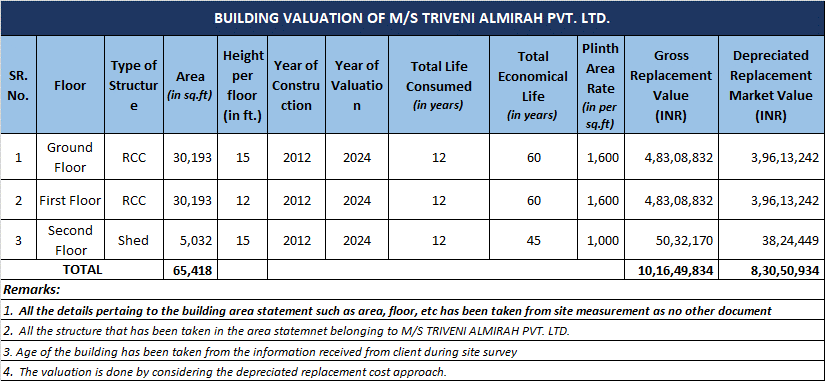 BUILDING VALUATION OF M/S TRIVENI ALMIRAH PVT. LTD.
SR. No. Floor Type of Structure Area (in sq.ft) Height per floor (in ft.) Year of Construction Year of Valuation Total Life Consumed (in years) Total Economical Life (in years) Plinth Area Rate (in per sq.ft) Gross Replacement Value (INR) Depreciated Replacement Market Value (INR)
1 Ground Floor RCC 30,193 15 2012 2024 12 60 1,600 4,83,08,832 3,96,13,242
2 First Floor RCC 30,193 12 2012 2024 12 60 1,600 4,83,08,832 3,96,13,242
3 Second Floor Shed 5,032 15 2012 2024 12 45 1,000 50,32,170 38,24,449
TOTAL 65,418 10,16,49,834 8,30,50,934
Remarks:
1. All the details pertaing to the building area statement such as area, floor, etc has been taken from site measurement as no other document
2. All the structure that has been taken in the area statemnet belonging to M/S TRIVENI ALMIRAH PVT. LTD.
3. Age of the building has been taken from the information received from client during site survey
4. The valuation is done by considering the depreciated replacement cost approach.